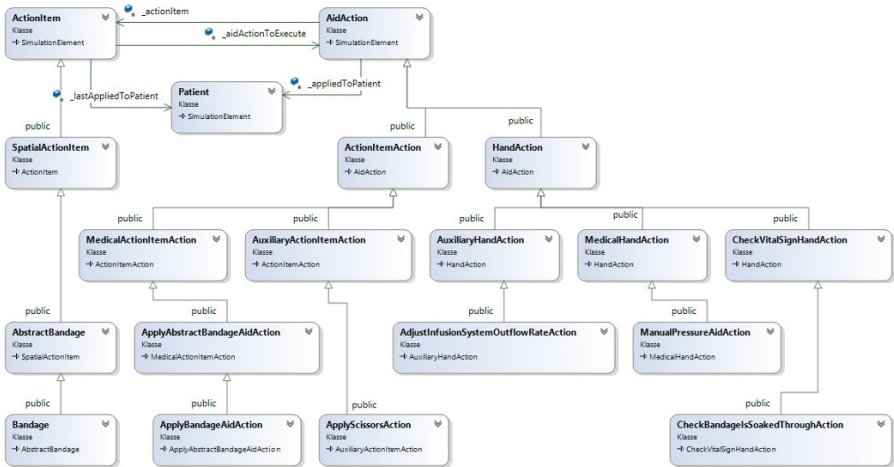 ActionItem
Klasse
SimulationElement
_actionItem
_aidActionToExecute
AidAction
Klasse
SimulationElement
_lastAppliedToPatient
Patient
Klasse
SimulationElement
_appliedToPatient
public
public
public
SpatialActionItem
Klasse
ActionItem
ActionItemAction
Klasse
AidAction
HandAction
Klasse
AidAction
public
public
public
public
public
MedicalActionItemAction
Klasse
ActionItemAction
AuxiliaryActionItemAction
Klasse
ActionItemAction
AuxiliaryHandAction
Klasse
HandAction
MedicalHandAction
Klasse
HandAction
CheckVitalSignHandAction
Klasse
HandAction
public
public
public
public
AbstractBandage
Klasse
SpatialActionItem
ApplyAbstractBandageAidAction
Klasse
MedicalActionItemAction
AdjustInfusionSystemOutflowRateAction
Klasse
AuxiliaryHandAction
ManualPressureAidAction
Klasse
MedicalHandAction
public
public
public
public
Bandage
Klasse
AbstractBandage
ApplyBandageAidAction
Klasse
ApplyAbstractBandageAidAction
ApplyScissorsAction
Klasse
AuxiliaryActionItemAction
CheckBandageIsSoakedThroughAction
Klasse
CheckVitalSignHandAction